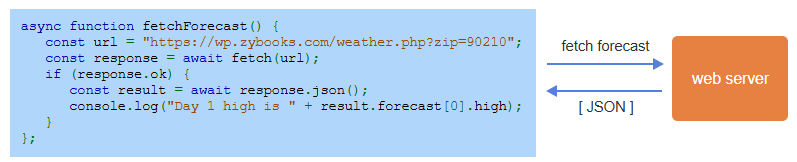 async function fetchForecast() {
   const url = "https://wp.zybooks.com/weather.php?zip=90210";
   const response = await fetch(url);
   if (response.ok) {
      const result = await response.json();
      console.log("Day 1 high is " + result.forecast[0].high);
   }
};
fetch forecast
[ JSON ]
web server